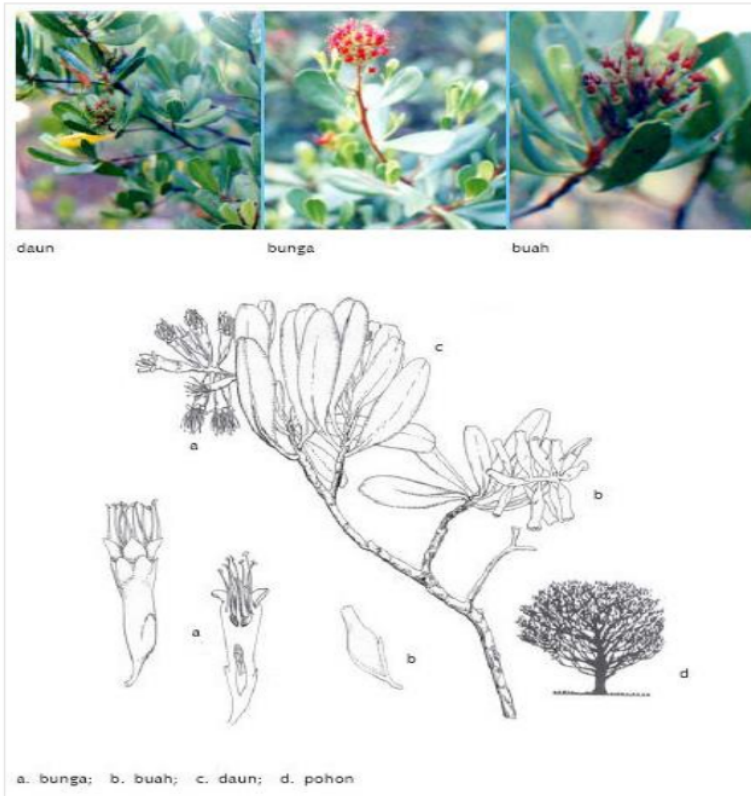 daun bunga buah
c
a
b
a
b
d
a. bunga; b. buah; c. daun; d. pohon